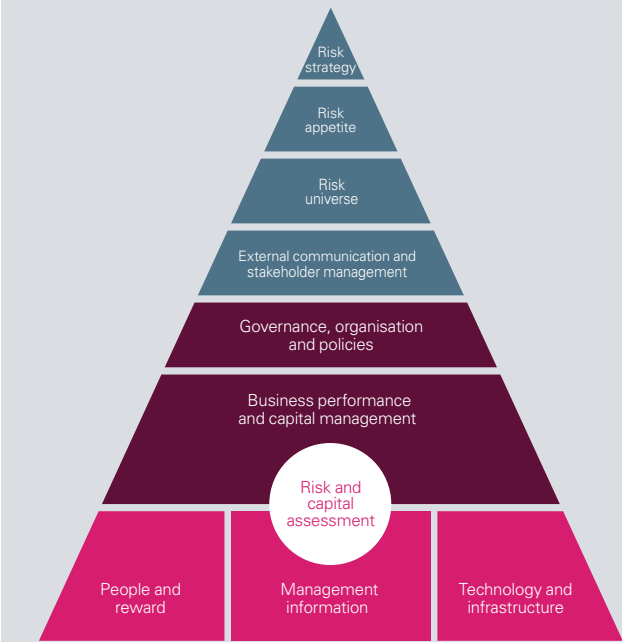 Risk
strategy
Risk
appetite
Risk
universe
External communication and
stakeholder management
Governance, organisation
and policies
Business performance
and capital management
Risk and
capital
assessment
People and
reward
Management
information
Technology and
infrastructure